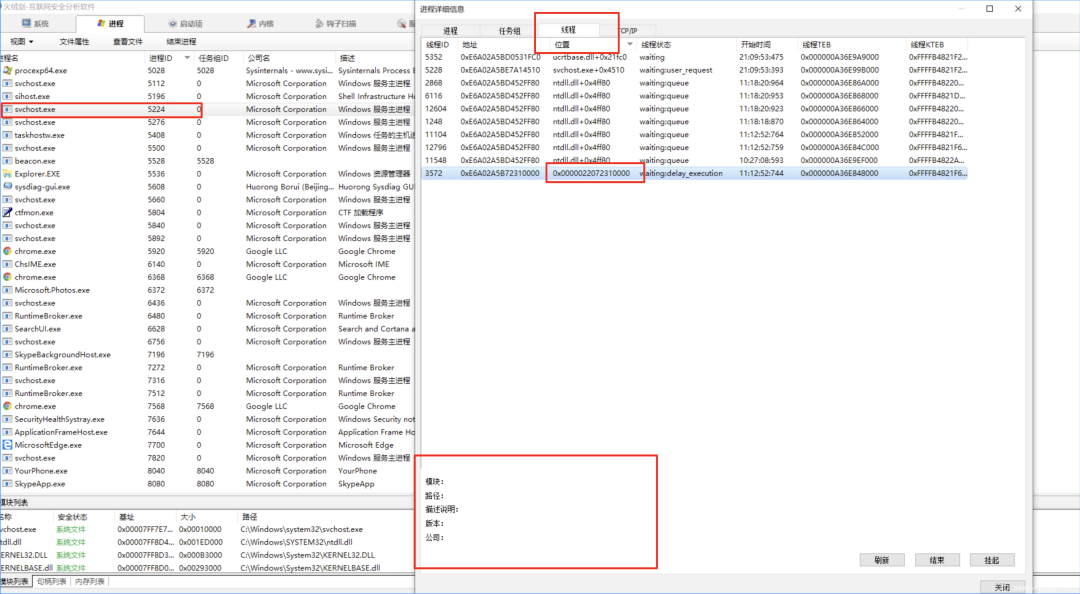 火绒剑-互联网安全分析软件
系统 进程 启动项 内核 钩子扫描
视图 文件属性 查看文件 结束进程
进程ID 任务组ID 公司名 描述
procexp64.exe 5028 5028 Sysinternals - www.sysi... Sysinternals Process E
svchost.exe 5112 0 Microsoft Corporation Windows 服务主进程
sihost.exe 5196 0 Microsoft Corporation Shell Infrastructure H
svchost.exe 5224 0 Microsoft Corporation Windows 服务主进程
svchost.exe 5276 0 Microsoft Corporation Windows 服务主进程
taskhostw.exe 5408 0 Microsoft Corporation Windows 任务的主机进
svchost.exe 5500 0 Microsoft Corporation Windows 服务主进程
beacon.exe 5528 5528
Explorer.EXE 5536 0 Microsoft Corporation Windows 资源管理器
sysdiag-gui.exe 5608 0 Huorong Borui (Beijing... Huorong Sysdiag GU
svchost.exe 5660 0 Microsoft Corporation Windows 服务主进程
ctfmon.exe 5804 0 Microsoft Corporation CTF 加载程序
svchost.exe 5840 0 Microsoft Corporation Windows 服务主进程
svchost.exe 5892 0 Microsoft Corporation Windows 服务主进程
chrome.exe 5920 5920 Google LLC Google Chrome
ChsIME.exe 6140 0 Microsoft Corporation Microsoft IME
chrome.exe 6368 6368 Google LLC Google Chrome
Microsoft.Photos.exe 6372 6372
svchost.exe 6436 0 Microsoft Corporation Windows 服务主进程
RuntimeBroker.exe 6480 0 Microsoft Corporation Runtime Broker
SearchUI.exe 6628 0 Microsoft Corporation Search and Cortana a
svchost.exe 6756 0 Microsoft Corporation Windows 服务主进程
SkypeBackgroundHost.exe 7196 7196
RuntimeBroker.exe 7272 0 Microsoft Corporation Runtime Broker
svchost.exe 7316 0 Microsoft Corporation Windows 服务主进程
RuntimeBroker.exe 7512 0 Microsoft Corporation Runtime Broker
chrome.exe 7568 7568 Google LLC Google Chrome
SecurityHealthSystray.exe 7636 0 Microsoft Corporation Windows Security not
ApplicationFrameHost.exe 7644 0 Microsoft Corporation Application Frame Ho
MicrosoftEdge.exe 7700 0 Microsoft Corporation Microsoft Edge
svchost.exe 7820 0 Microsoft Corporation Windows 服务主进程
YourPhone.exe 8040 8040 Microsoft Corporation YourPhone
SkypeApp.exe 8080 8080 Microsoft Corporation SkypeApp
模块列表
名称 安全状态 基址 大小 路径
vchost.exe 系统文件 0x00007FF7E7... 0x00010000 C:\Windows\system32\svchost.exe
tdll.dll 系统文件 0x00007FF8D4... 0x001ED000 C:\Windows\SYSTEM32\ntdll.dll
ERNEL32.DLL 系统文件 0x00007FF8D3... 0x000B3000 C:\Windows\System32\KERNEL32.DLL
ERNELBASE.dll 系统文件 0x00007FF8D0... 0x00293000 C:\Windows\System32\KERNELBASE.dll
模块列表 句柄列表 内存列表
进程详细信息
进程 任务组 线程 TCP/IP
线程ID 地址 位置 线程状态 开始时间 线程TEB 线程KTEB
5352 0xE6A02A5BD0531FC0 ucrtbase.dll+0x21fc0 waiting 21:09:53:475 0x000000A36E9A9000 0xFFFFB4821F2...
5228 0xE6A02A5BE7A14510 svchost.exe+0x4510 waiting:user_request 21:09:53:393 0x000000A36E99B000 0xFFFFB4821F2...
2868 0xE6A02A5BD452FF80 ntdll.dll+0x4ff80 waiting:queue 11:18:20:964 0x000000A36E86A000 0xFFFFB48220...
6116 0xE6A02A5BD452FF80 ntdll.dll+0x4ff80 waiting:queue 11:18:20:953 0x000000A36E868000 0xFFFFB4821D...
12604 0xE6A02A5BD452FF80 ntdll.dll+0x4ff80 waiting:queue 11:18:20:923 0x000000A36E866000 0xFFFFB48220...
1248 0xE6A02A5BD452FF80 ntdll.dll+0x4ff80 waiting:queue 11:18:18:870 0x000000A36E864000 0xFFFFB48220...
11104 0xE6A02A5BD452FF80 ntdll.dll+0x4ff80 waiting:queue 11:12:52:764 0x000000A36E852000 0xFFFFB4821F...
12796 0xE6A02A5BD452FF80 ntdll.dll+0x4ff80 waiting:queue 11:12:52:759 0x000000A36E84C000 0xFFFFB4821F6...
11548 0xE6A02A5BD452FF80 ntdll.dll+0x4ff80 waiting:queue 10:27:08:593 0x000000A36E9EF000 0xFFFFB4822A...
3572 0xE6A02A5B72310000 0x0000022072310000 waiting:delay_execution 11:12:52:744 0x000000A36E848000 0xFFFFB4821F6...
模块:
路径:
描述说明:
版本:
公司:
刷新 结束 挂起
关闭